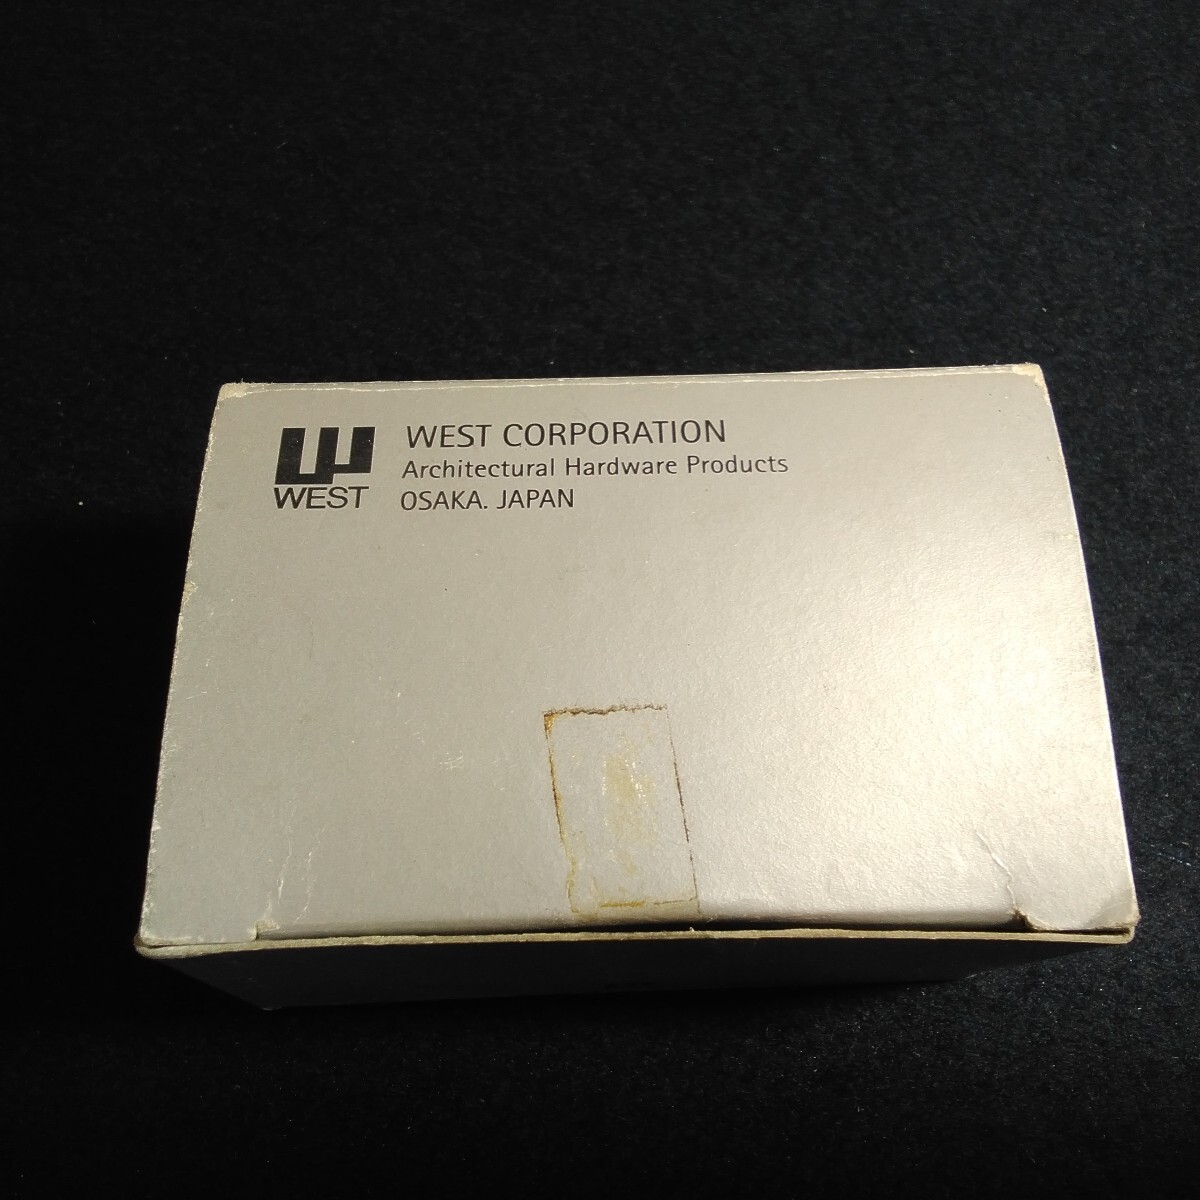 WEST
WEST CORPORATION
Architectural Hardware Products
OSAKA. JAPAN